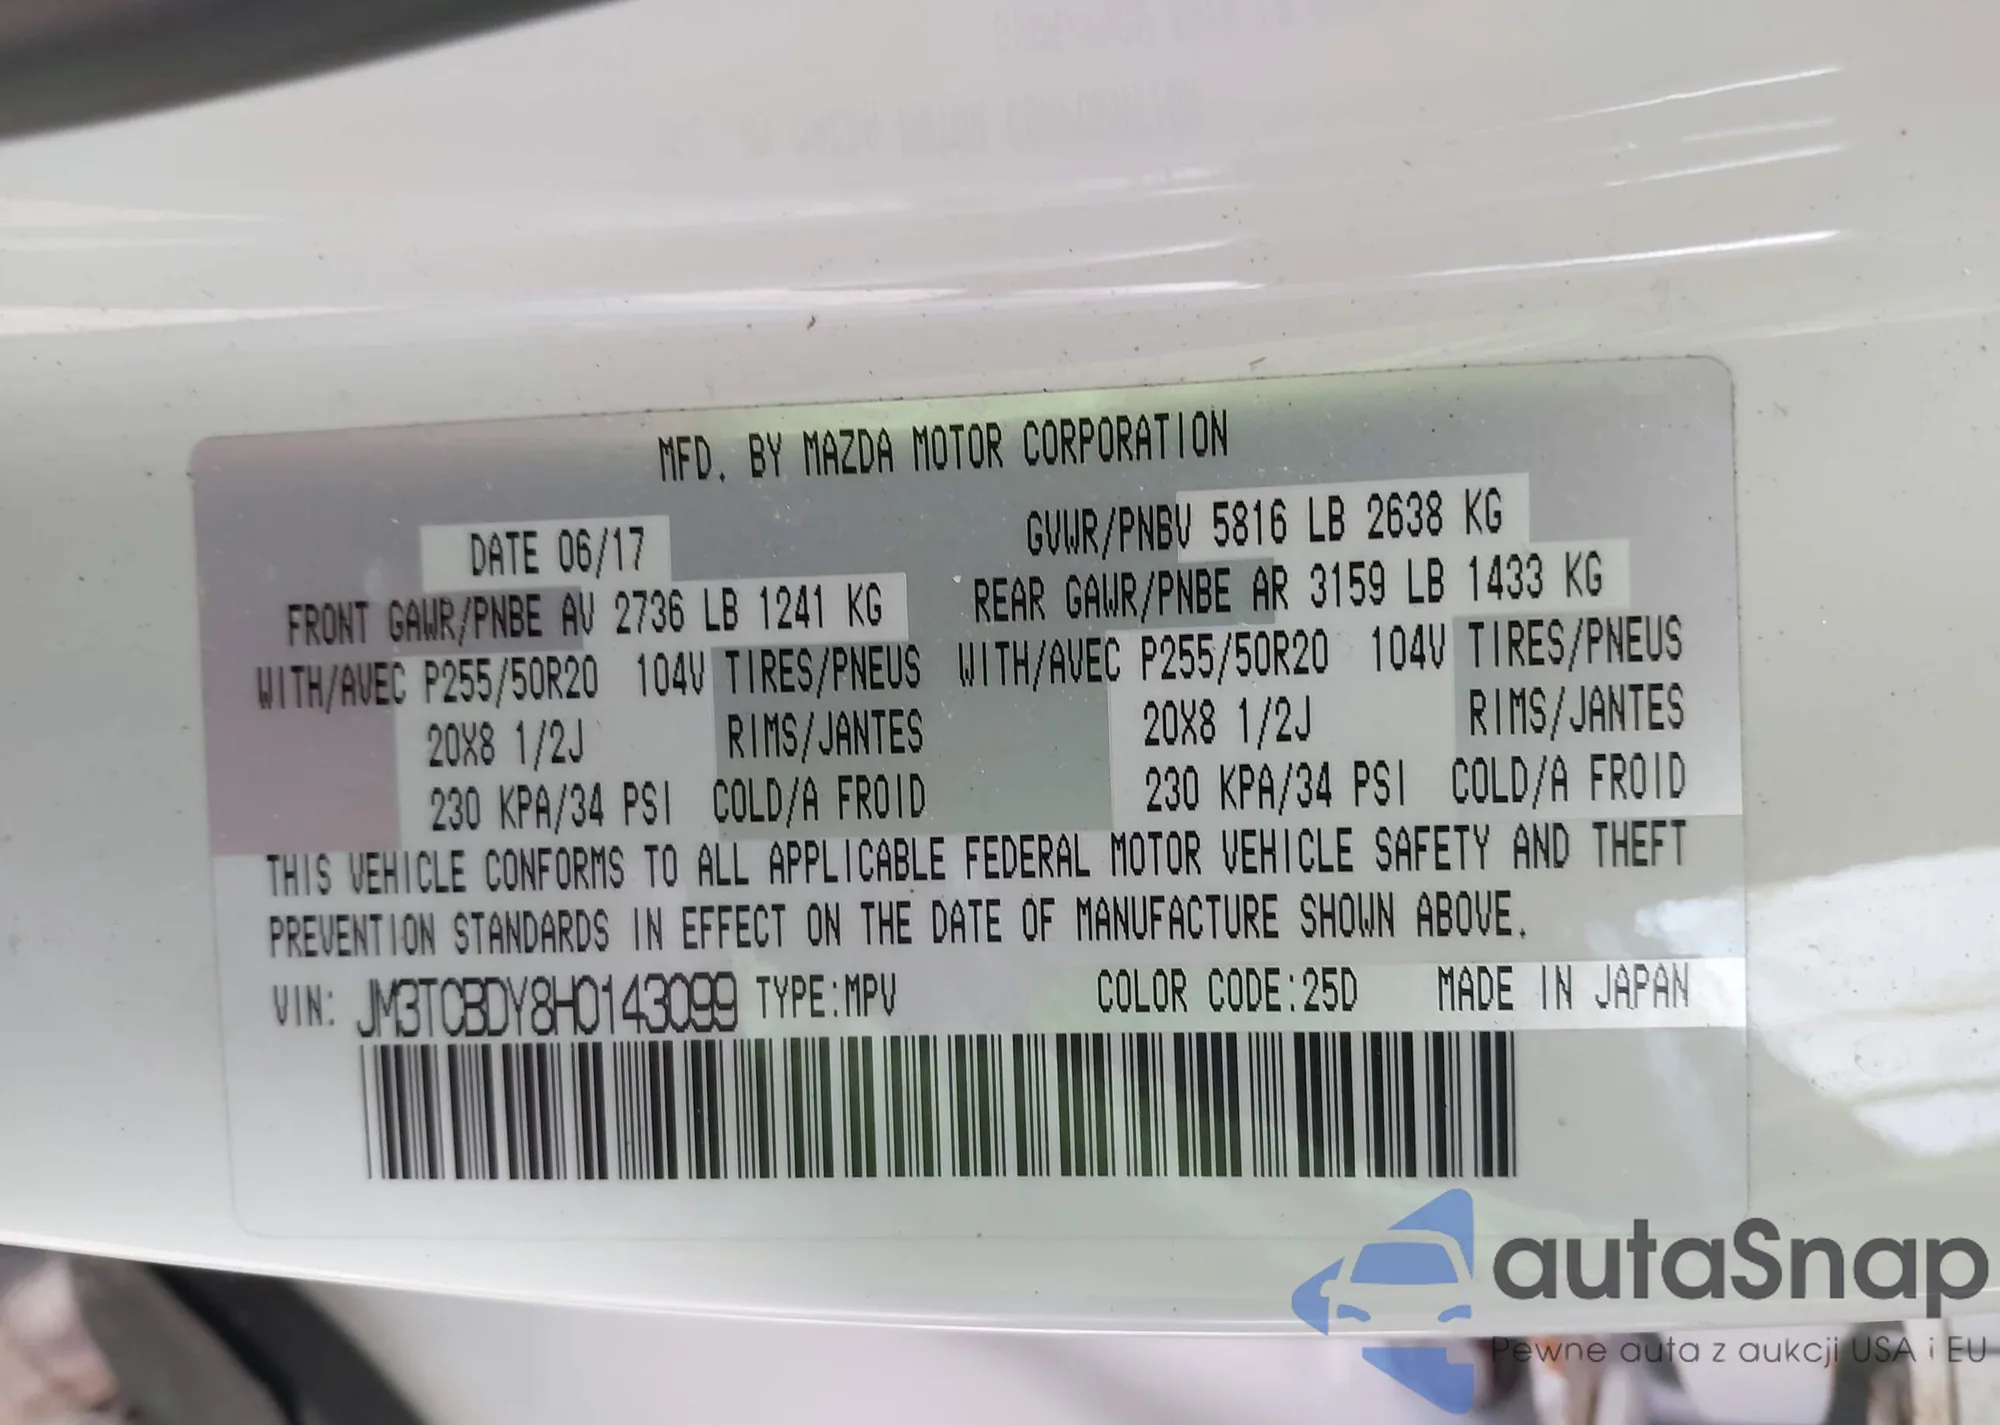 MFD. BY MAZDA MOTOR CORPORATION
DATE 06/17 GVWR/PNBV 5816 LB 2638 KG
FRONT GAWR/PNBE AV 2736 LB 1241 KG REAR GAWR/PNBE AR 3159 LB 1433 KG
WITH/AVEC P255/50R20 104V TIRES/PNEUS WITH/AVEC P255/50R20 104V TIRES/PNEUS
20X8 1/2J RIMS/JANTES 20X8 1/2J RIMS/JANTES
230 KPA/34 PSI COLD/A FROID 230 KPA/34 PSI COLD/A FROID
THIS VEHICLE CONFORMS TO ALL APPLICABLE FEDERAL MOTOR VEHICLE SAFETY AND THEFT
PREVENTION STANDARDS IN EFFECT ON THE DATE OF MANUFACTURE SHOWN ABOVE.
VIN: JM3TCBDY8H0143099 TYPE:MPV COLOR CODE:25D MADE IN JAPAN
autaSnap
Pewne auta z aukcji USA i EU